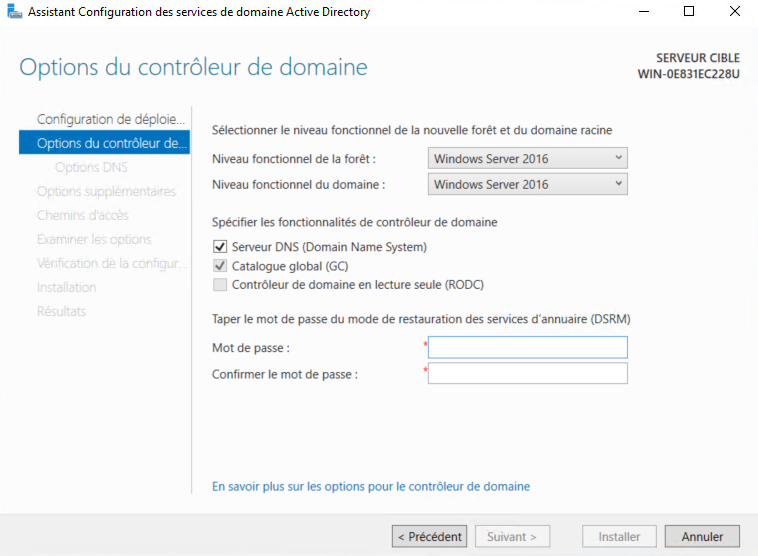 Assistant Configuration des services de domaine Active Directory
Options du contrôleur de domaine
SERVEUR CIBLE
WIN-0E831EC228U
Configuration de déploie...
Options du contrôleur de...
Options DNS
Options supplémentaires
Chemins d'accès
Examiner les options
Vérification de la configur...
Installation
Résultats
Sélectionner le niveau fonctionnel de la nouvelle forêt et du domaine racine
Niveau fonctionnel de la forêt : Windows Server 2016
Niveau fonctionnel du domaine : Windows Server 2016
Spécifier les fonctionnalités de contrôleur de domaine
Serveur DNS (Domain Name System)
Catalogue global (GC)
Contrôleur de domaine en lecture seule (RODC)
Taper le mot de passe du mode de restauration des services d'annuaire (DSRM)
Mot de passe : *
Confirmer le mot de passe : *
En savoir plus sur les options pour le contrôleur de domaine
< Précédent Suivant > Installer Annuler